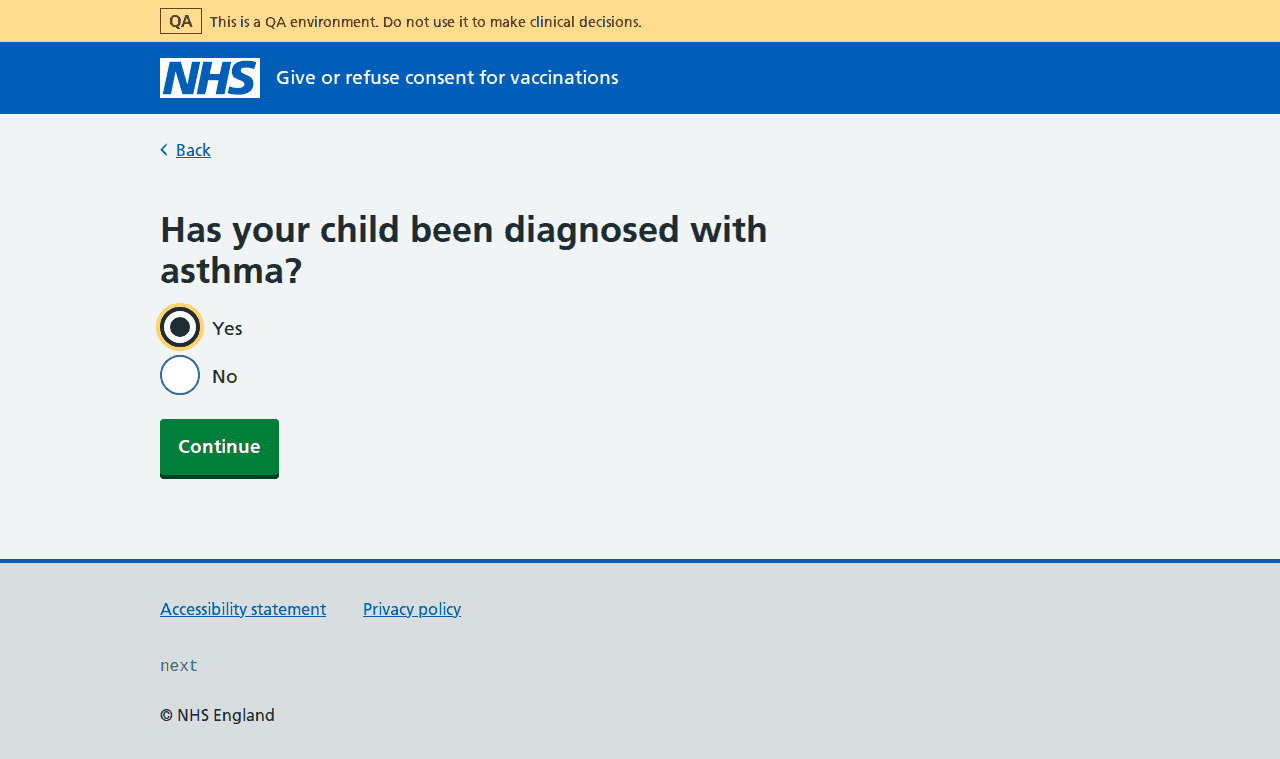 QA This is a QA environment. Do not use it to make clinical decisions.
NHS Give or refuse consent for vaccinations
Back
Has your child been diagnosed with
asthma?
Yes
No
Continue
Accessibility statement Privacy policy
next
© NHS England